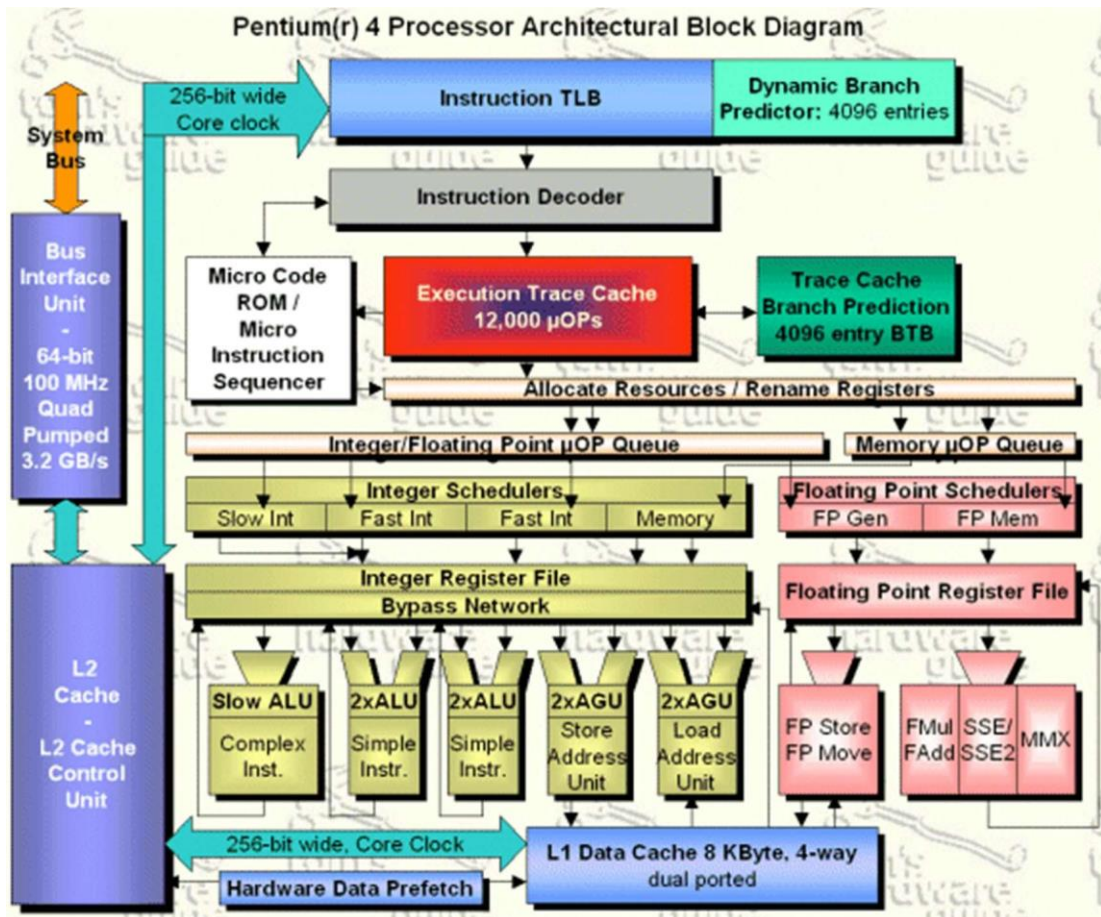 Pentium(r) 4 Processor Architectural Block Diagram
256-bit wide
Core clock
Instruction TLB
Dynamic Branch
Predictor: 4096 entries
System
Bus
Instruction Decoder
Bus
Interface
Unit
-
64-bit
100 MHz
Quad
Pumped
3.2 GB/s
Micro Code
ROM /
Micro
Instruction
Sequencer
Execution Trace Cache
12,000 µOPs
Trace Cache
Branch Prediction
4096 entry BTB
Allocate Resources / Rename Registers
Integer/Floating Point µOP Queue
Memory µOP Queue
Integer Schedulers
Slow Int
Fast Int
Fast Int
Memory
Floating Point Schedulers
FP Gen
FP Mem
Integer Register File
Bypass Network
Floating Point Register File
L2
Cache
-
L2 Cache
Control
Unit
Slow ALU
Complex
Inst.
2xALU
Simple
Instr.
2xALU
Simple
Instr.
2xAGU
Store
Address
Unit
2xAGU
Load
Address
Unit
FP Store
FP Move
FMul
FAdd
SSE/
SSE2
MMX
256-bit wide, Core Clock
Hardware Data Prefetch
L1 Data Cache 8 KByte, 4-way
dual ported